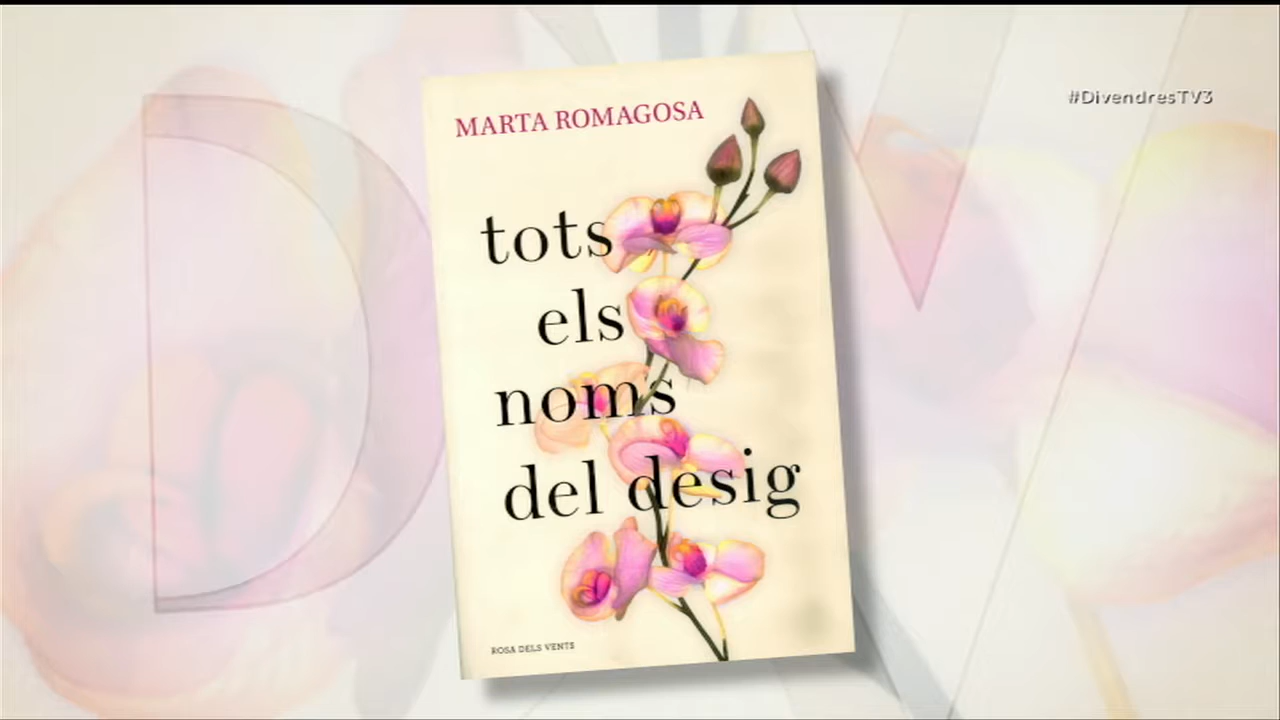 #DivendresTV3
MARTA ROMAGOSA
tots
els
noms
del desig
ROSA DELS VENTS